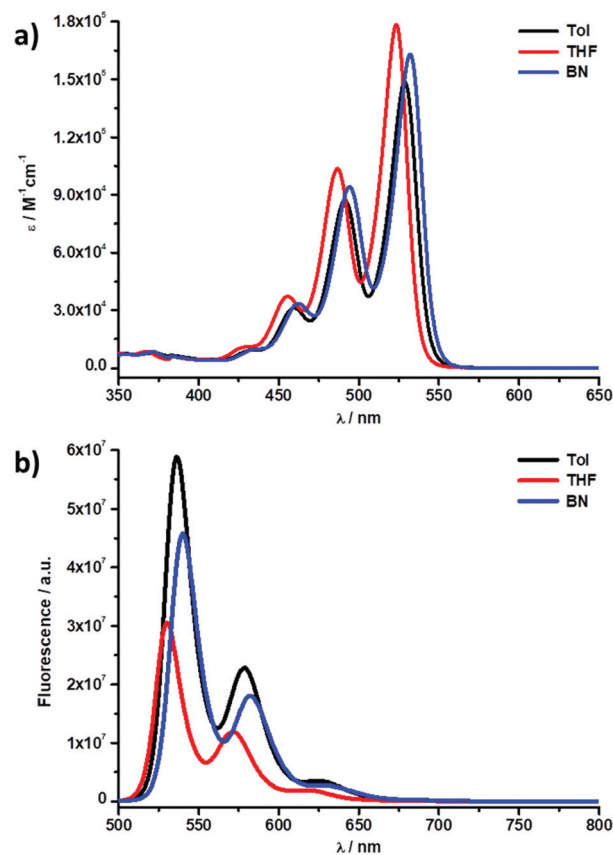 a)
Tol
THF
BN
1.8x10⁵
1.5x10⁵
1.2x10⁵
9.0x10⁴
6.0x10⁴
3.0x10⁴
0.0
ε / M⁻¹cm⁻¹
350 400 450 500 550 600 650
λ / nm
b)
Tol
THF
BN
6x10⁷
5x10⁷
4x10⁷
3x10⁷
2x10⁷
1x10⁷
0
Fluorescence / a.u.
500 550 600 650 700 750 800
λ / nm